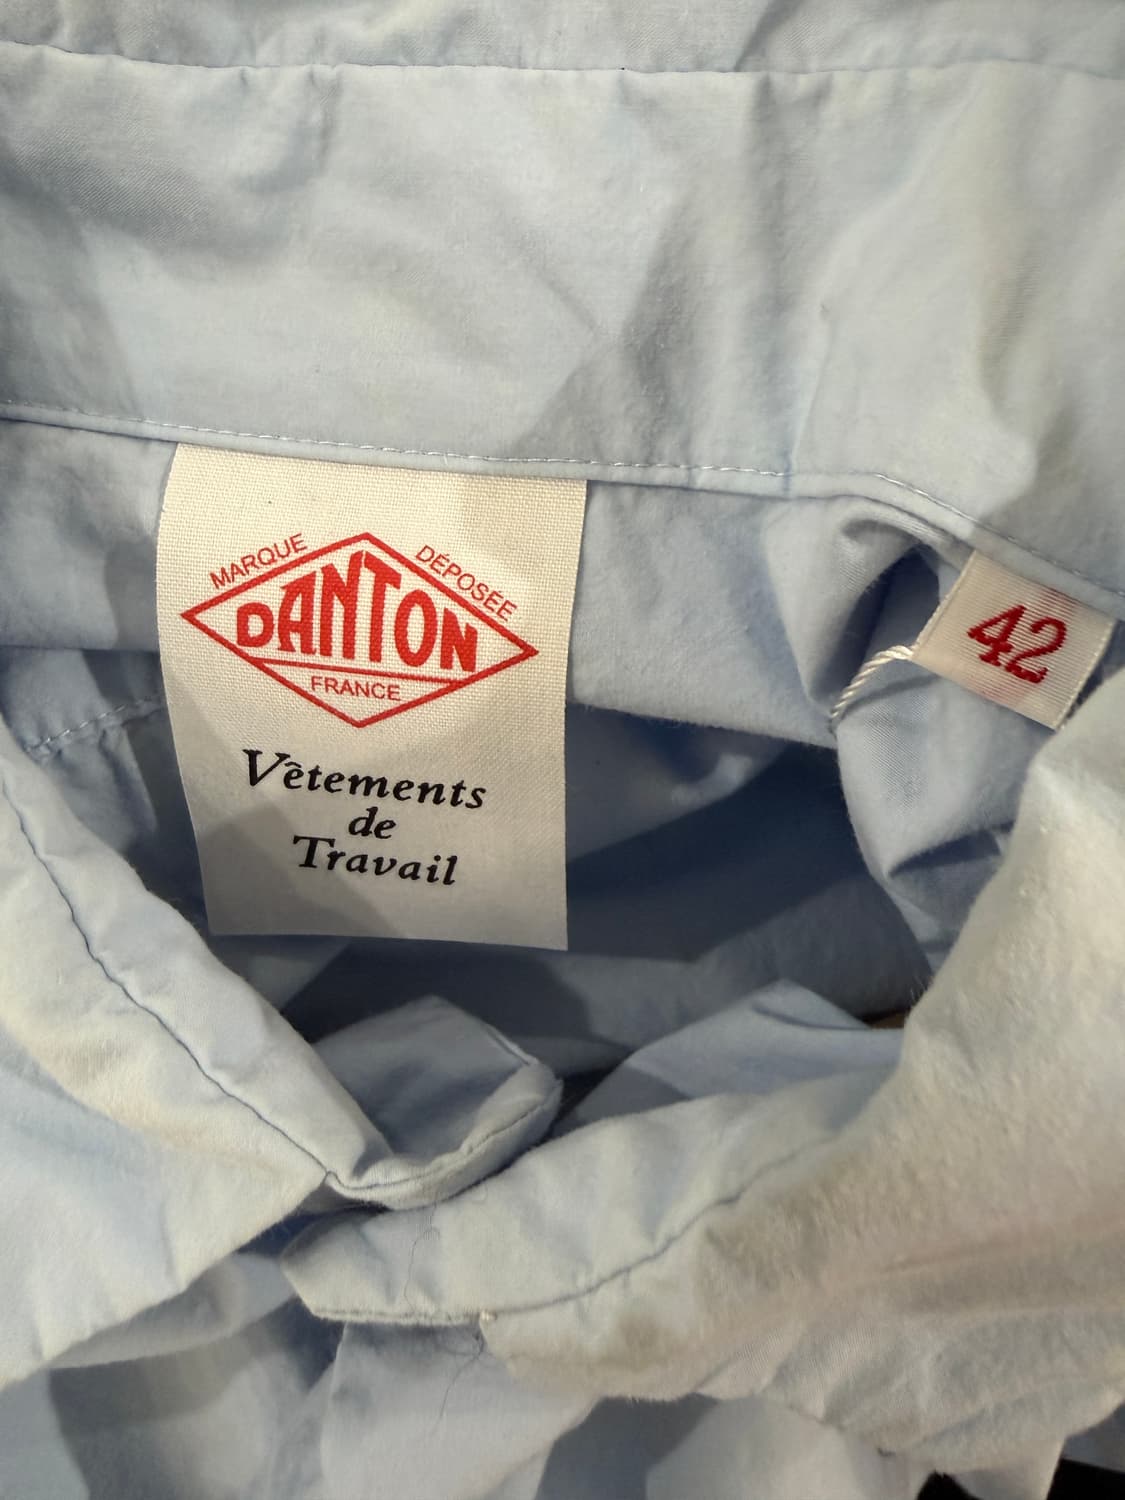 MARQUE DÉPOSÉE
DANTON
FRANCE
Vêtements
de
Travail
42